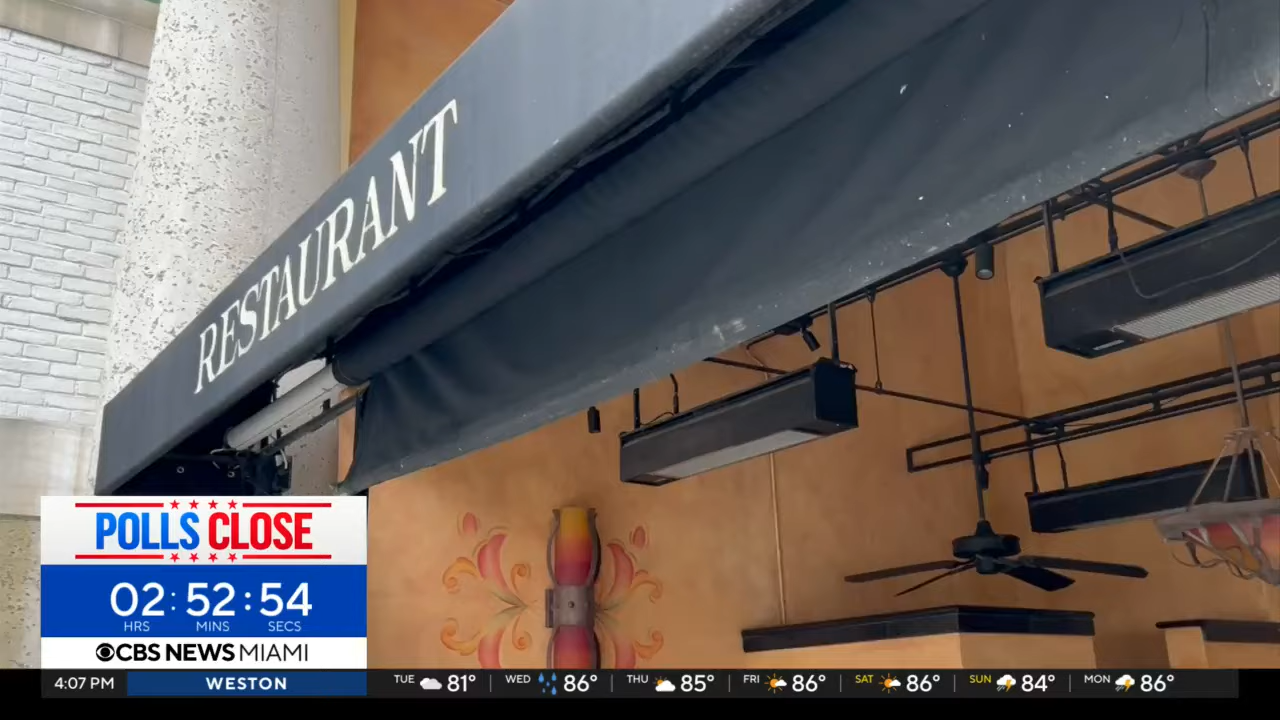 RESTAURANT
POLLS CLOSE
02:52:54
HRS MINS SECS
CBS NEWS MIAMI
4:07 PM WESTON TUE 81° WED 86° THU 85° FRI 86° SAT 86° SUN 84° MON 86°